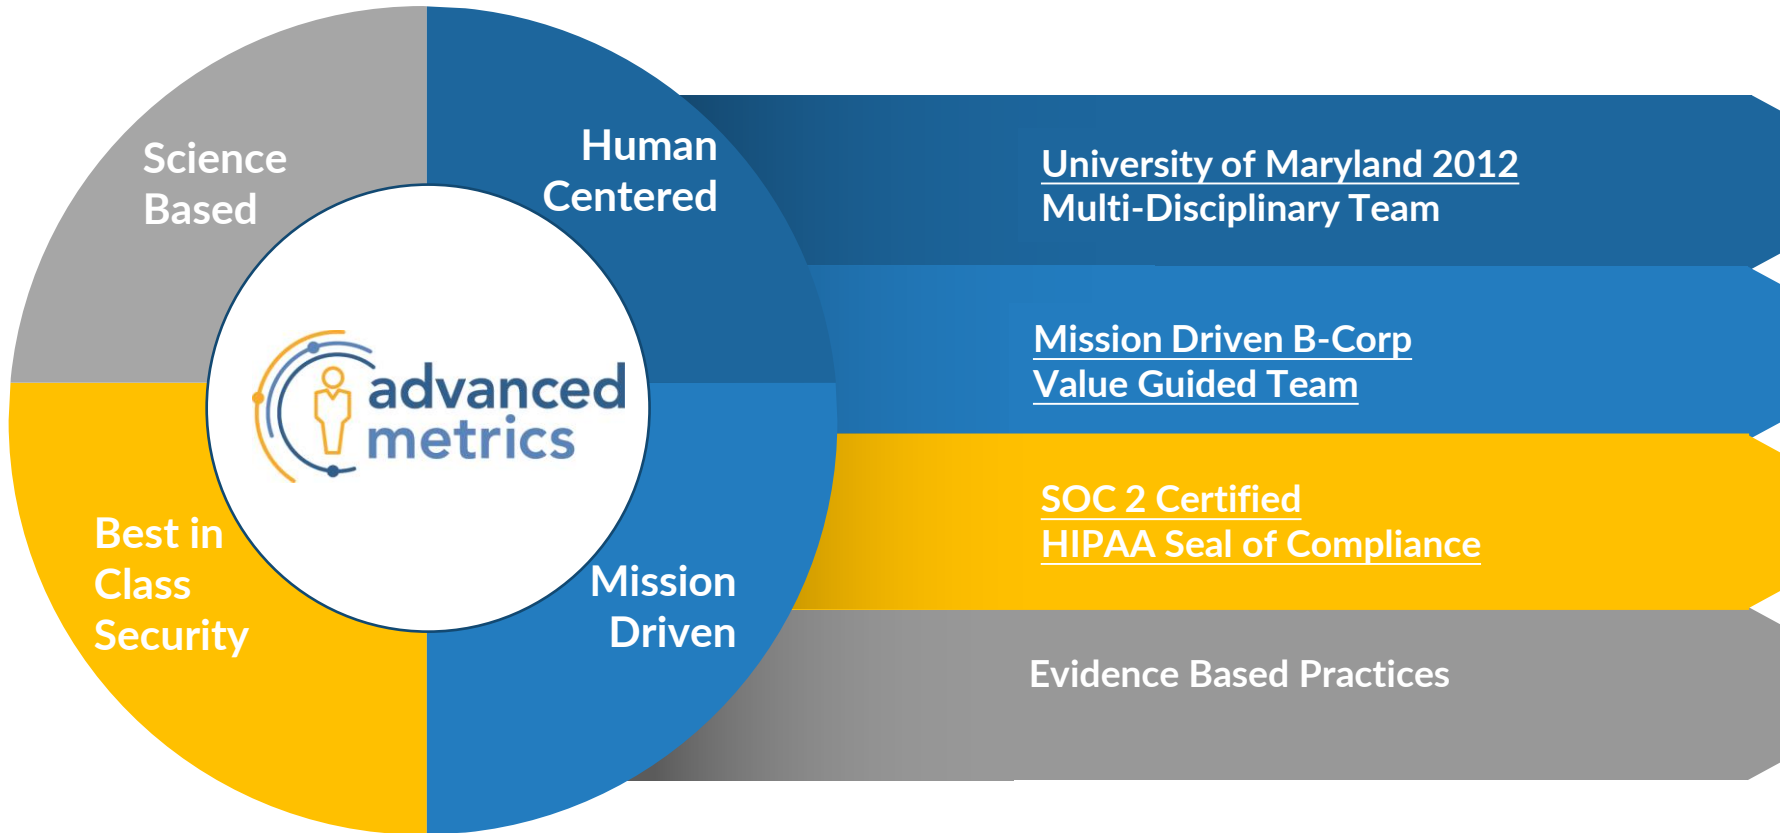 Science
Based
Human
Centered
advanced
metrics
Best in
Class
Security
Mission
Driven
University of Maryland 2012
Multi-Disciplinary Team
Mission Driven B-Corp
Value Guided Team
SOC 2 Certified
HIPAA Seal of Compliance
Evidence Based Practices